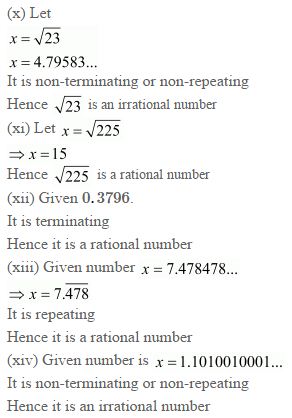 (x) Let
x = √23
x = 4.79583...
It is non-terminating or non-repeating
Hence √23 is an irrational number
(xi) Let x = √225
⇒ x = 15
Hence √225 is a rational number
(xii) Given 0.3796.
It is terminating
Hence it is a rational number
(xiii) Given number x = 7.478478...
⇒ x = 7.4̅7̅8̅
It is repeating
Hence it is a rational number
(xiv) Given number is x = 1.1010010001...
It is non-terminating or non-repeating
Hence it is an irrational number